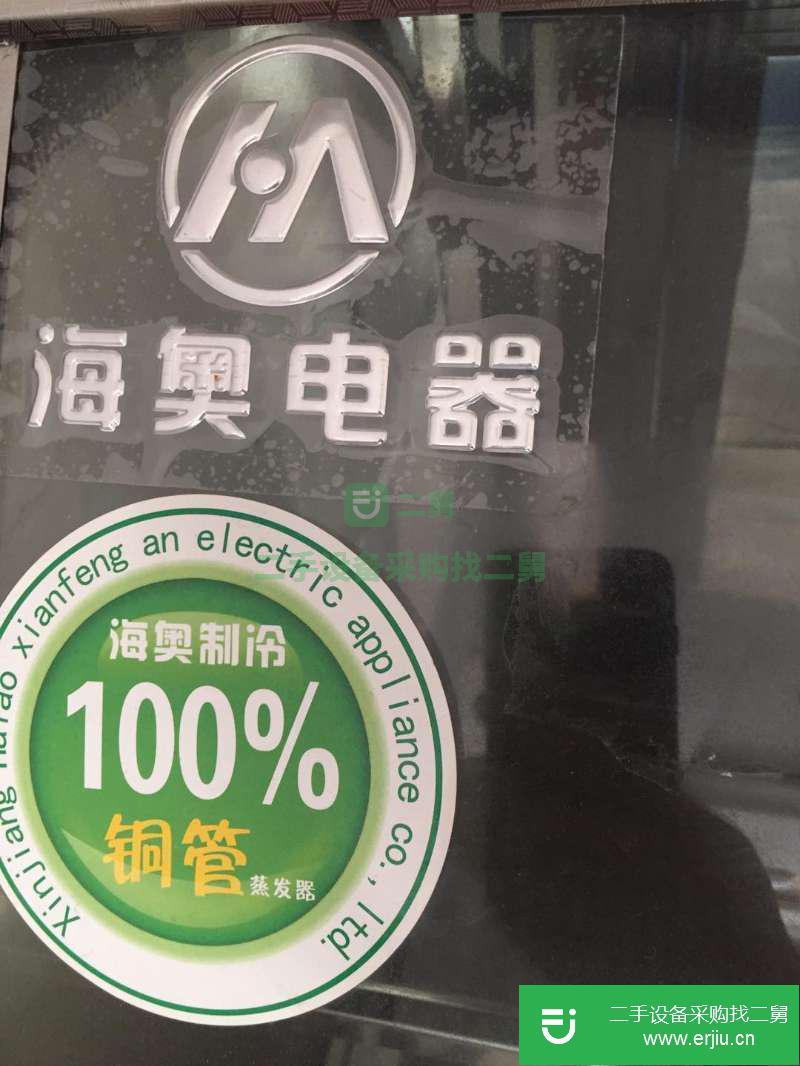 海奥电器
二舅
二手设备采购找二舅
Xinjiang
xianfeng an electric appliance co., ltd.
海奥制冷
100%
铜管
蒸发器
二手设备采购找二舅
www.erjiu.cn